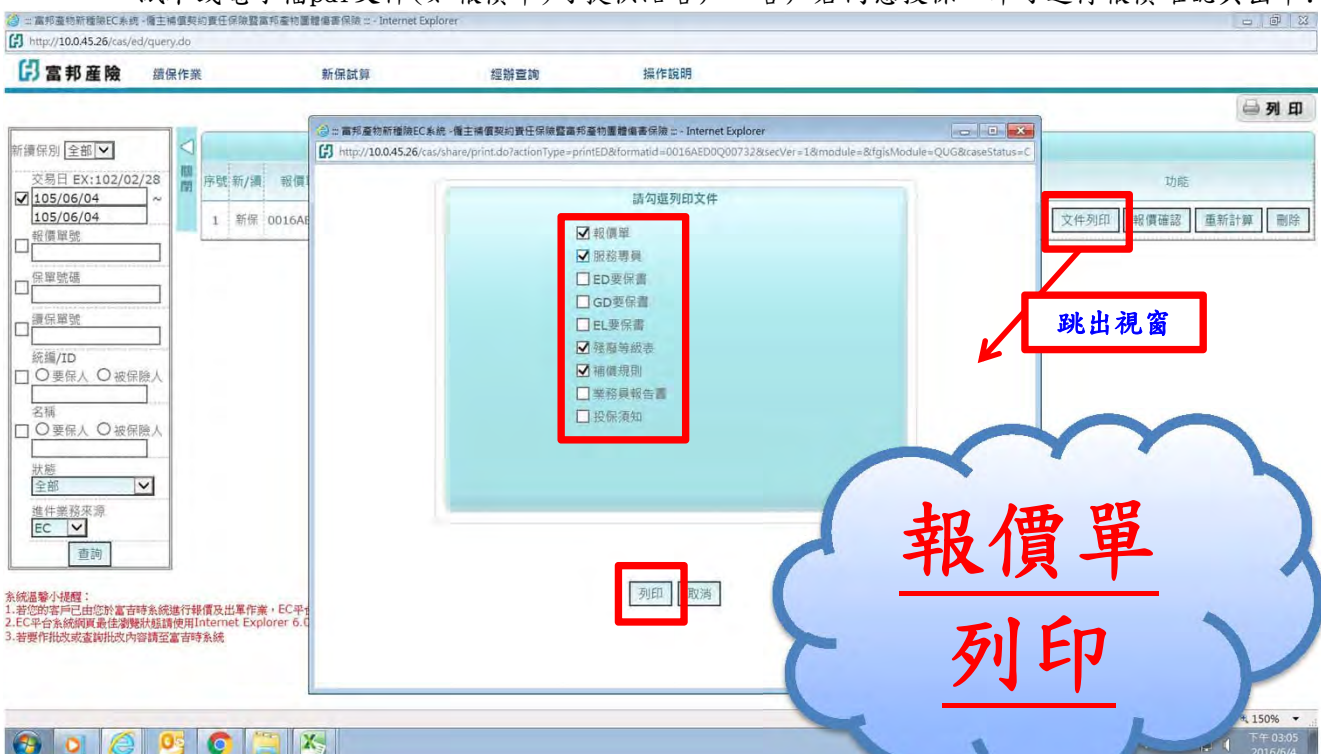 :: 富邦產物新種險EC系統 -僱主補償契約責任保險暨富邦產物團體傷害保險 :: - Internet Explorer
http://10.0.45.26/cas/ed/query.do
富邦產險 續保作業 新保試算 經辦查詢 操作說明
列印
:: 富邦產物新種險EC系統 -僱主補償契約責任保險暨富邦產物團體傷害保險 :: - Internet Explorer
http://10.0.45.26/cas/share/print.do?actionType=printED&formatid=0016AED0Q00732&secVer=1&module=&fgisModule=QUG&caseStatus=C
新續保別 全部
交易日 EX:102/02/28
105/06/04 ~
105/06/04
報價單號
保單號碼
續保單號
統編/ID
要保人 被保險人
名稱
要保人 被保險人
狀態
全部
進件業務來源
EC
查詢
關閉
序號 新/續 報價
1 新保 0016AE
功能
文件列印 報價確認 重新計算 刪除
請勾選列印文件
報價單
服務專員
ED要保書
GD要保書
EL要保書
殘廢等級表
補償規則
業務員報告書
投保須知
列印 取消
跳出視窗
報價單
列印
系統溫馨小提醒：
1.若您的客戶已由您於富吉時系統進行報價及出單作業，EC平台
2.EC平台系統網頁最佳瀏覽狀態請使用Internet Explorer 6.0
3.若要作批改或查詢批改內容請至富吉時系統
150%
下午 03:05
2016/6/4